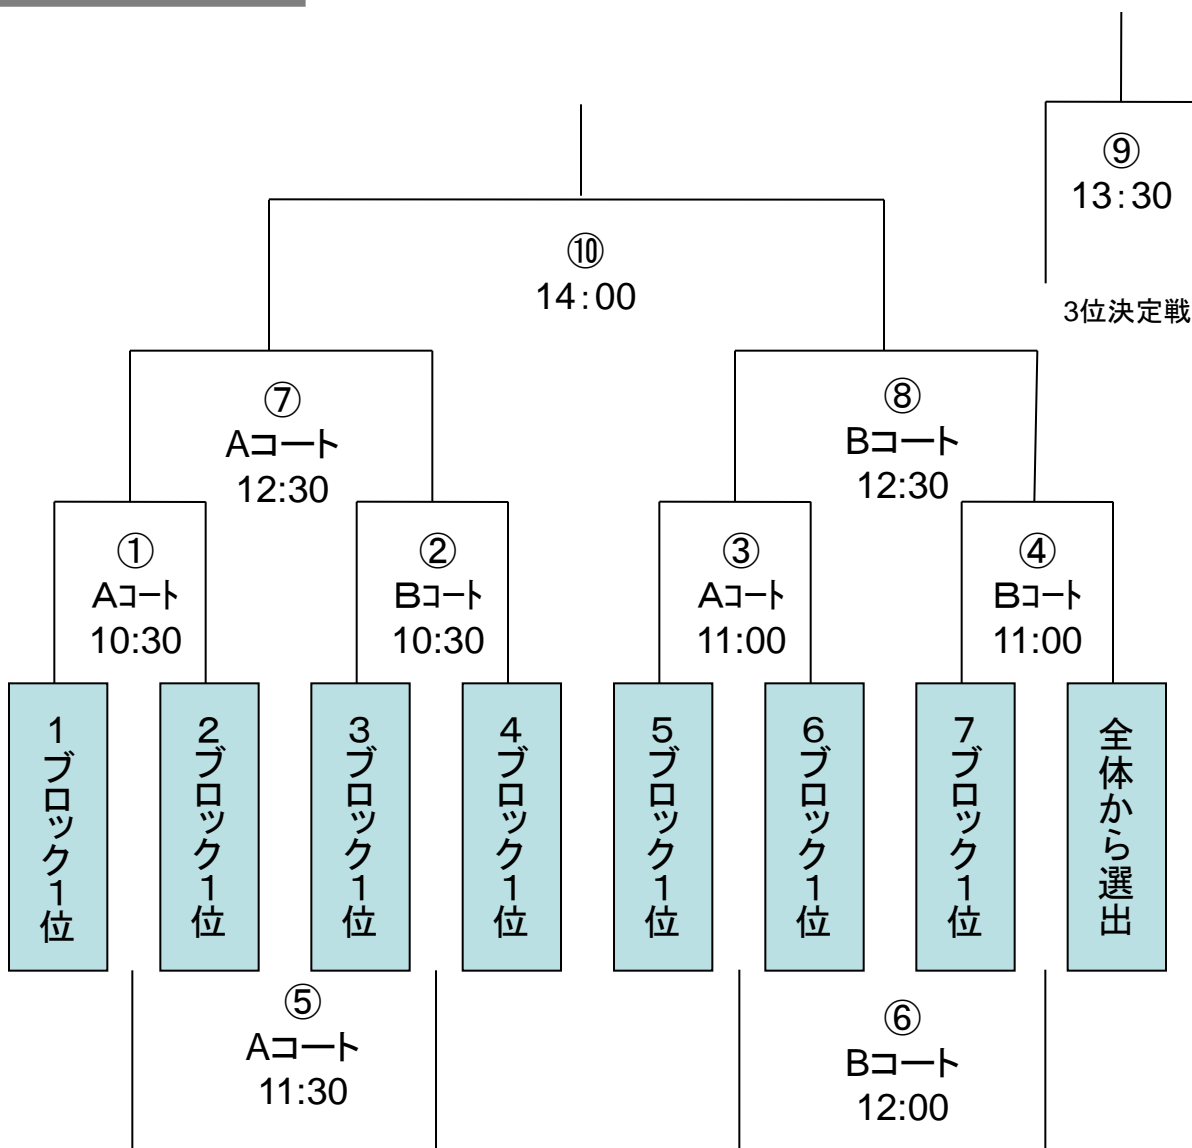 ⑨
13:30
3位決定戦
⑩
14:00
⑦
Aコート
12:30
⑧
Bコート
12:30
①
Aコート
10:30
②
Bコート
10:30
③
Aコート
11:00
④
Bコート
11:00
1ブロック1位
2ブロック1位
3ブロック1位
4ブロック1位
5ブロック1位
6ブロック1位
7ブロック1位
全体から選出
⑤
Aコート
11:30
⑥
Bコート
12:00